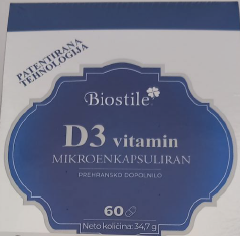 PATENTIRANA
TEHNOLOGIJA
Biostile
D3 vitamin
MIKROENKAPSULIRAN
PREHRANSKO DOPOLNILO
60
Neto količina: 34,7 g